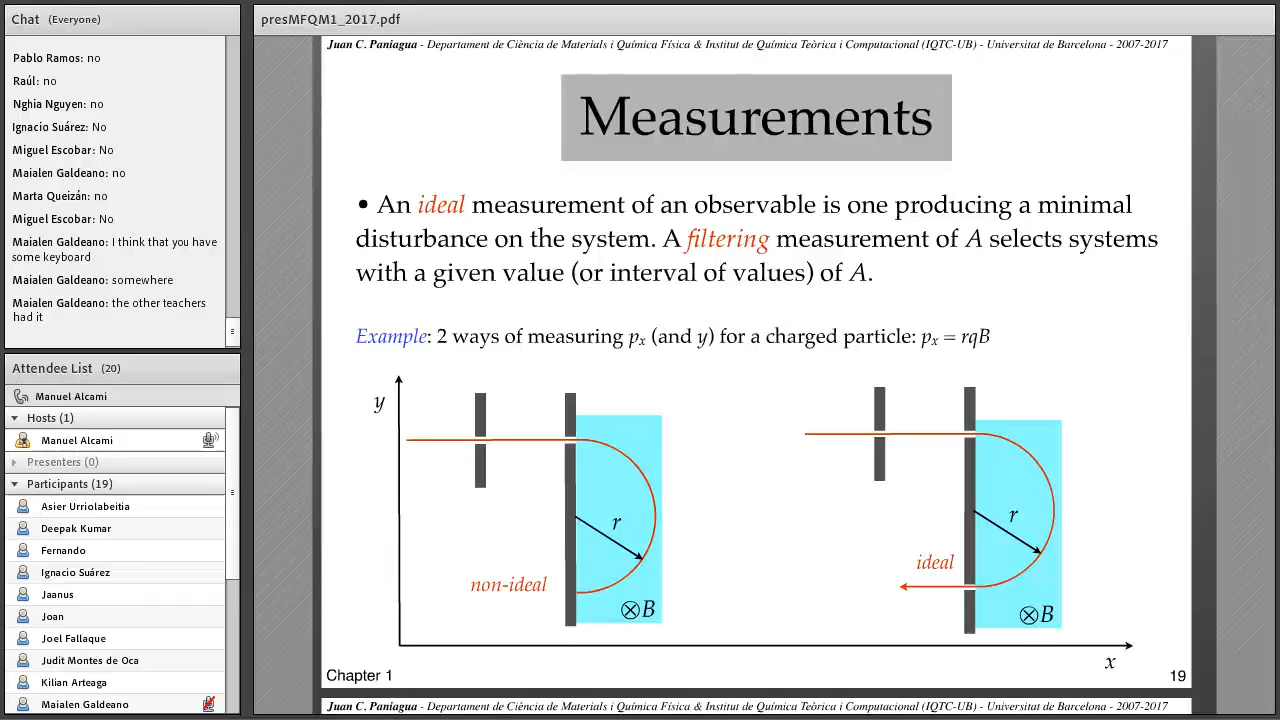 Chat (Everyone)
Pablo Ramos: no
Raúl: no
Nghia Nguyen: no
Ignacio Suárez: No
Miguel Escobar: No
Maialen Galdeano: no
Marta Queizán: no
Miguel Escobar: No
Maialen Galdeano: I think that you have
some keyboard
Maialen Galdeano: somewhere
Maialen Galdeano: the other teachers
had it
Attendee List (20)
Manuel Alcami
Hosts (1)
Manuel Alcami
Presenters (0)
Participants (19)
Asier Urriolabeitia
Deepak Kumar
Fernando
Ignacio Suárez
Jaanus
Joan
Joel Fallaque
Judit Montes de Oca
Kilian Arteaga
Maialen Galdeano
presMFQM1_2017.pdf
Juan C. Paniagua - Departament de Ciència de Materials i Química Física & Institut de Química Teòrica i Computacional (IQTC-UB) - Universitat de Barcelona - 2007-2017
Measurements
• An ideal measurement of an observable is one producing a minimal
disturbance on the system. A filtering measurement of A selects systems
with a given value (or interval of values) of A.
Example: 2 ways of measuring pₓ (and y) for a charged particle: pₓ = rqB
y
r
non-ideal
⊗B
r
ideal
⊗B
x
Chapter 1
19
Juan C. Paniagua - Departament de Ciència de Materials i Química Física & Institut de Química Teòrica i Computacional (IQTC-UB) - Universitat de Barcelona - 2007-2017